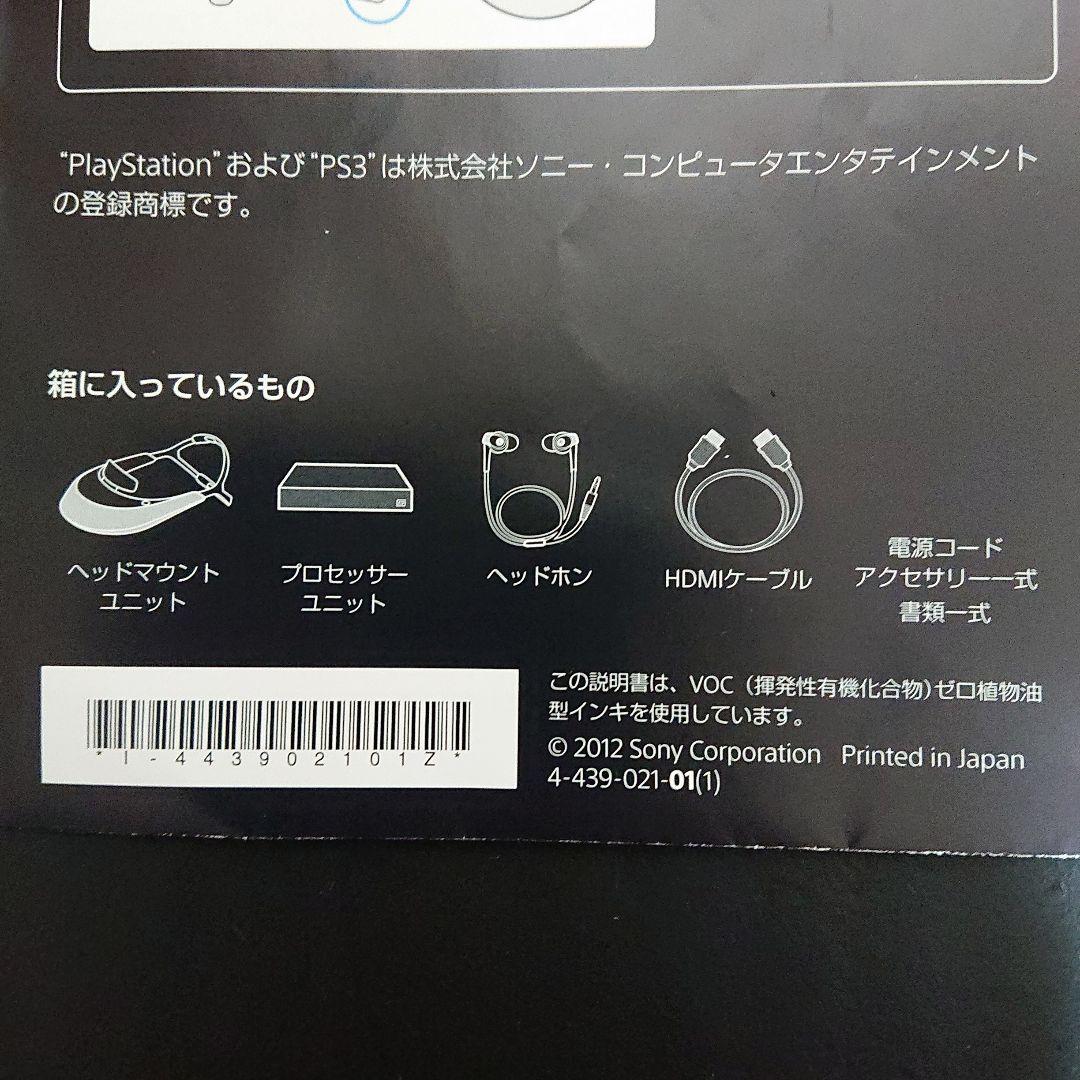 “PlayStation”および“PS3”は株式会社ソニー・コンピュータエンタテインメント
の登録商標です。
箱に入っているもの
ヘッドマウント
ユニット
プロセッサー
ユニット
ヘッドホン
HDMIケーブル
電源コード
アクセサリー一式
書類一式
*I-443902101Z*
この説明書は、VOC（揮発性有機化合物）ゼロ植物油
型インキを使用しています。
© 2012 Sony Corporation Printed in Japan
4-439-021-01(1)